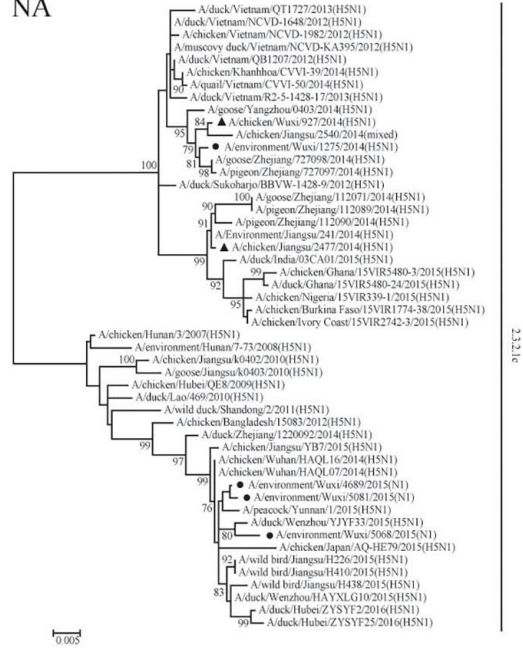 NA
A/duck/Vietnam/QT1727/2013(H5N1)
A/duck/Vietnam/NCVD-1648/2012(H5N1)
A/chicken/Vietnam/NCVD-1982/2012(H5N1)
A/muscovy duck/Vietnam/NCVD-KA395/2012(H5N1)
A/duck/Vietnam/QB1207/2012(H5N1)
A/chicken/Khanhhoa/CVVI-39/2014(H5N1)
A/quail/Vietnam/CVVI-50/2014(H5N1)
90
A/duck/Vietnam/R2-5-1428-17/2013(H5N1)
A/goose/Yangzhou/0403/2014(H5N1)
84
A/chicken/Wuxi/927/2014(H5N1)
95
A/chicken/Jiangsu/2540/2014(mixed)
79
A/environment/Wuxi/1275/2014(H5N1)
81
A/goose/Zhejiang/727098/2014(H5N1)
100
98
A/pigeon/Zhejiang/727097/2014(H5N1)
A/duck/Sukoharjo/BBVW-1428-9/2012(H5N1)
100
A/goose/Zhejiang/112071/2014(H5N1)
90
A/pigeon/Zhejiang/112089/2014(H5N1)
91
A/pigeon/Zhejiang/112090/2014(H5N1)
A/Environment/Jiangsu/241/2014(H5N1)
A/chicken/Jiangsu/2477/2014(H5N1)
99
A/duck/India/03CA01/2015(H5N1)
99
A/chicken/Ghana/15VIR5480-3/2015(H5N1)
92
A/duck/Ghana/15VIR5480-24/2015(H5N1)
95
A/chicken/Nigeria/15VIR339-1/2015(H5N1)
A/chicken/Burkina Faso/15VIR1774-38/2015(H5N1)
A/chicken/Ivory Coast/15VIR2742-3/2015(H5N1)
2.3.2.1c
A/chicken/Hunan/3/2007(H5N1)
A/environment/Hunan/7-73/2008(H5N1)
100
A/chicken/Jiangsu/k0402/2010(H5N1)
A/goose/Jiangsu/k0403/2010(H5N1)
A/chicken/Hubei/QE8/2009(H5N1)
A/duck/Lao/469/2010(H5N1)
A/wild duck/Shandong/2/2011(H5N1)
A/chicken/Bangladesh/15083/2012(H5N1)
99
A/duck/Zhejiang/1220092/2014(H5N1)
97
A/chicken/Jiangsu/YB7/2015(H5N1)
A/chicken/Wuhan/HAQL16/2014(H5N1)
A/chicken/Wuhan/HAQL07/2014(H5N1)
99
A/environment/Wuxi/4689/2015(N1)
A/environment/Wuxi/5081/2015(N1)
76
A/peacock/Yunnan/1/2015(H5N1)
A/duck/Wenzhou/YJYF33/2015(H5N1)
80
A/environment/Wuxi/5068/2015(N1)
A/chicken/Japan/AQ-HE79/2015(H5N1)
92
A/wild bird/Jiangsu/H226/2015(H5N1)
A/wild bird/Jiangsu/H410/2015(H5N1)
A/wild bird/Jiangsu/H438/2015(H5N1)
83
A/duck/Wenzhou/HAYXLG10/2015(H5N1)
A/duck/Hubei/ZYSYF2/2016(H5N1)
99
A/duck/Hubei/ZYSYF25/2016(H5N1)
0.005